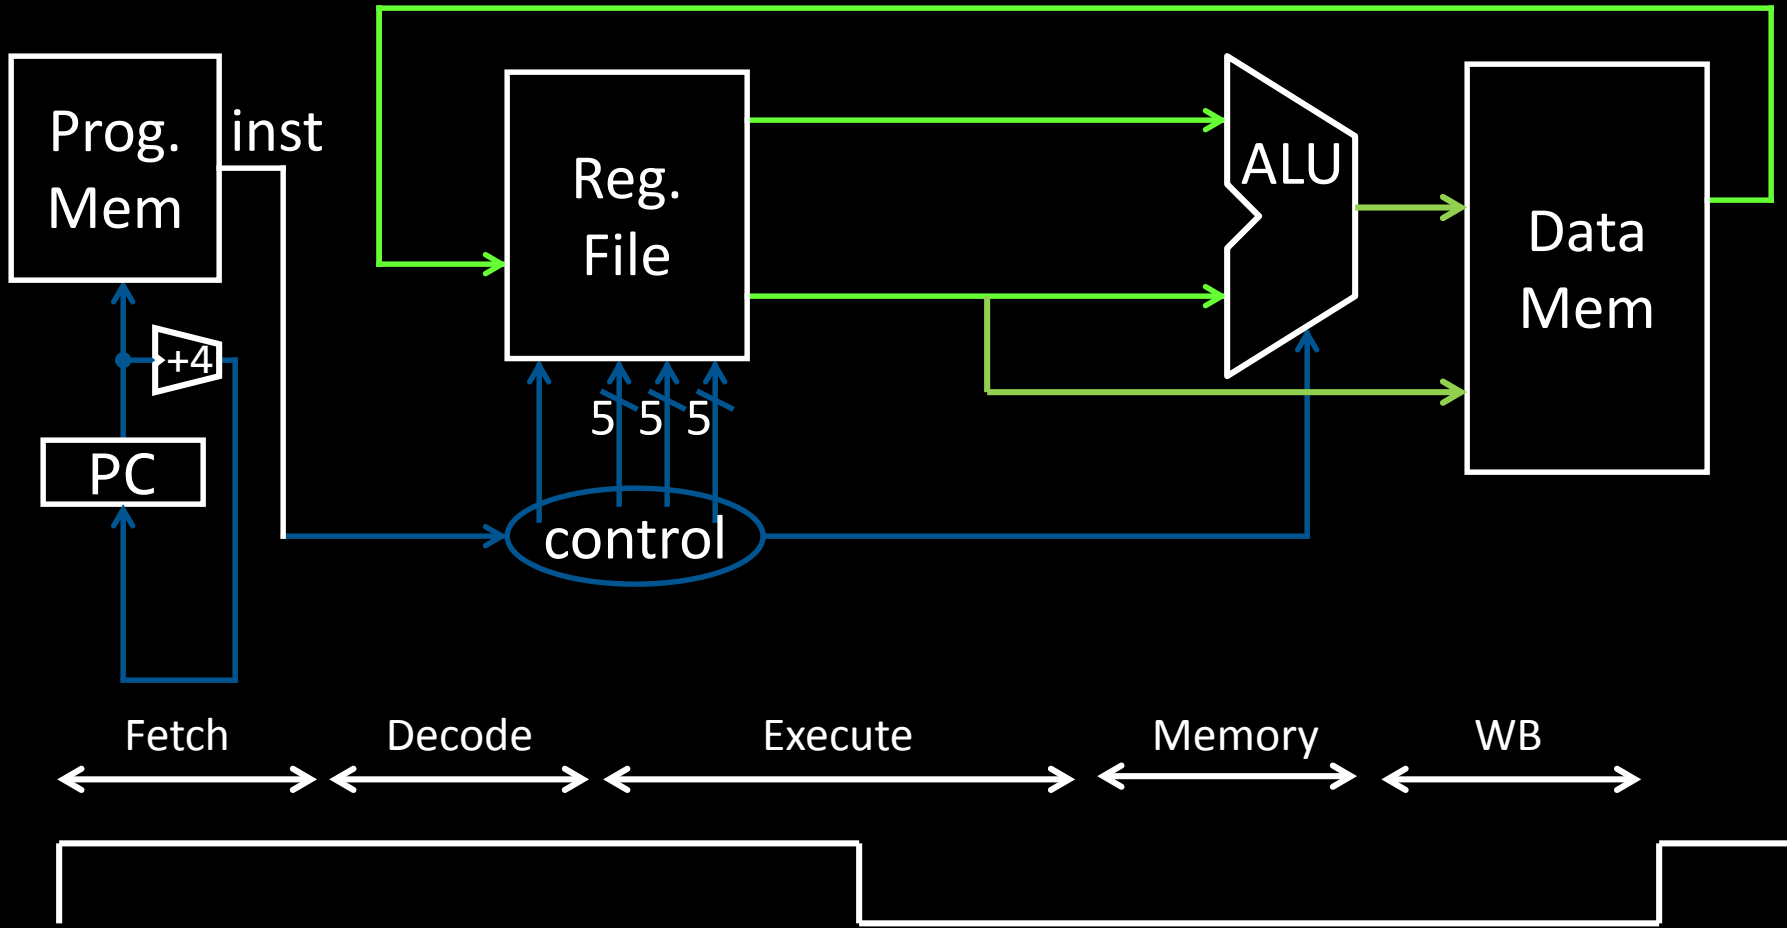 Prog.
Mem
inst
Reg.
File
ALU
Data
Mem
+4
5 5 5
PC
control
Fetch Decode Execute Memory WB